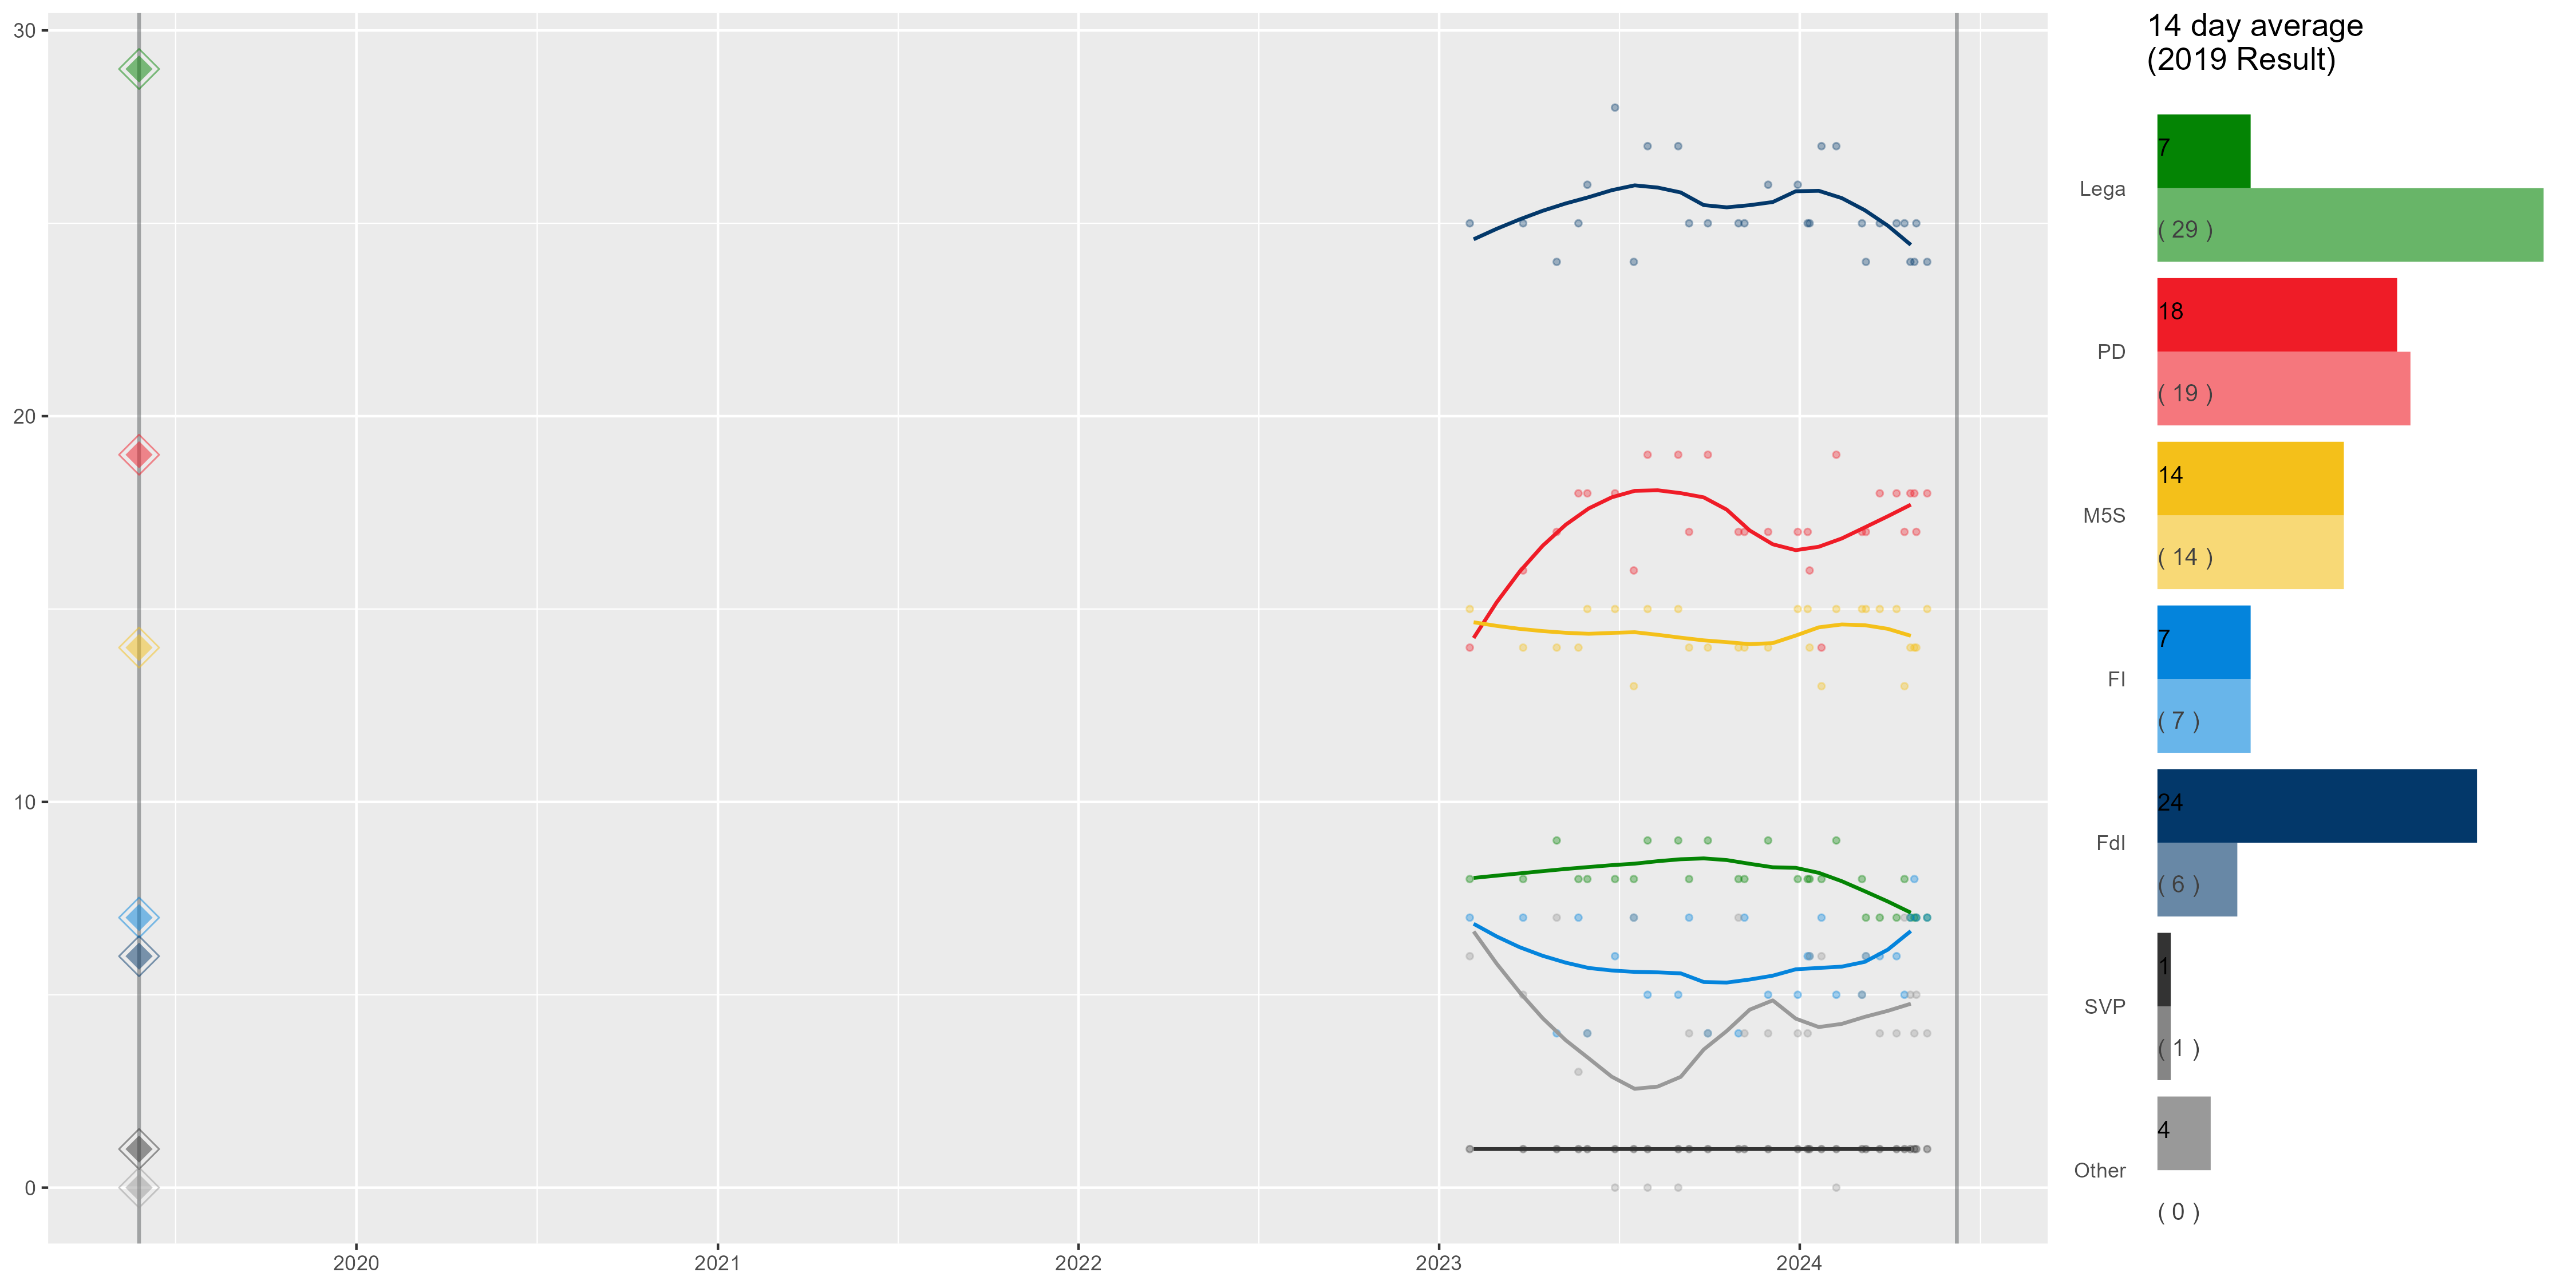 30
20
10
0
2020
2021
2022
2023
2024
14 day average
(2019 Result)
Lega
7
( 29 )
PD
18
( 19 )
M5S
14
( 14 )
FI
7
( 7 )
FdI
24
( 6 )
SVP
1
( 1 )
Other
4
( 0 )